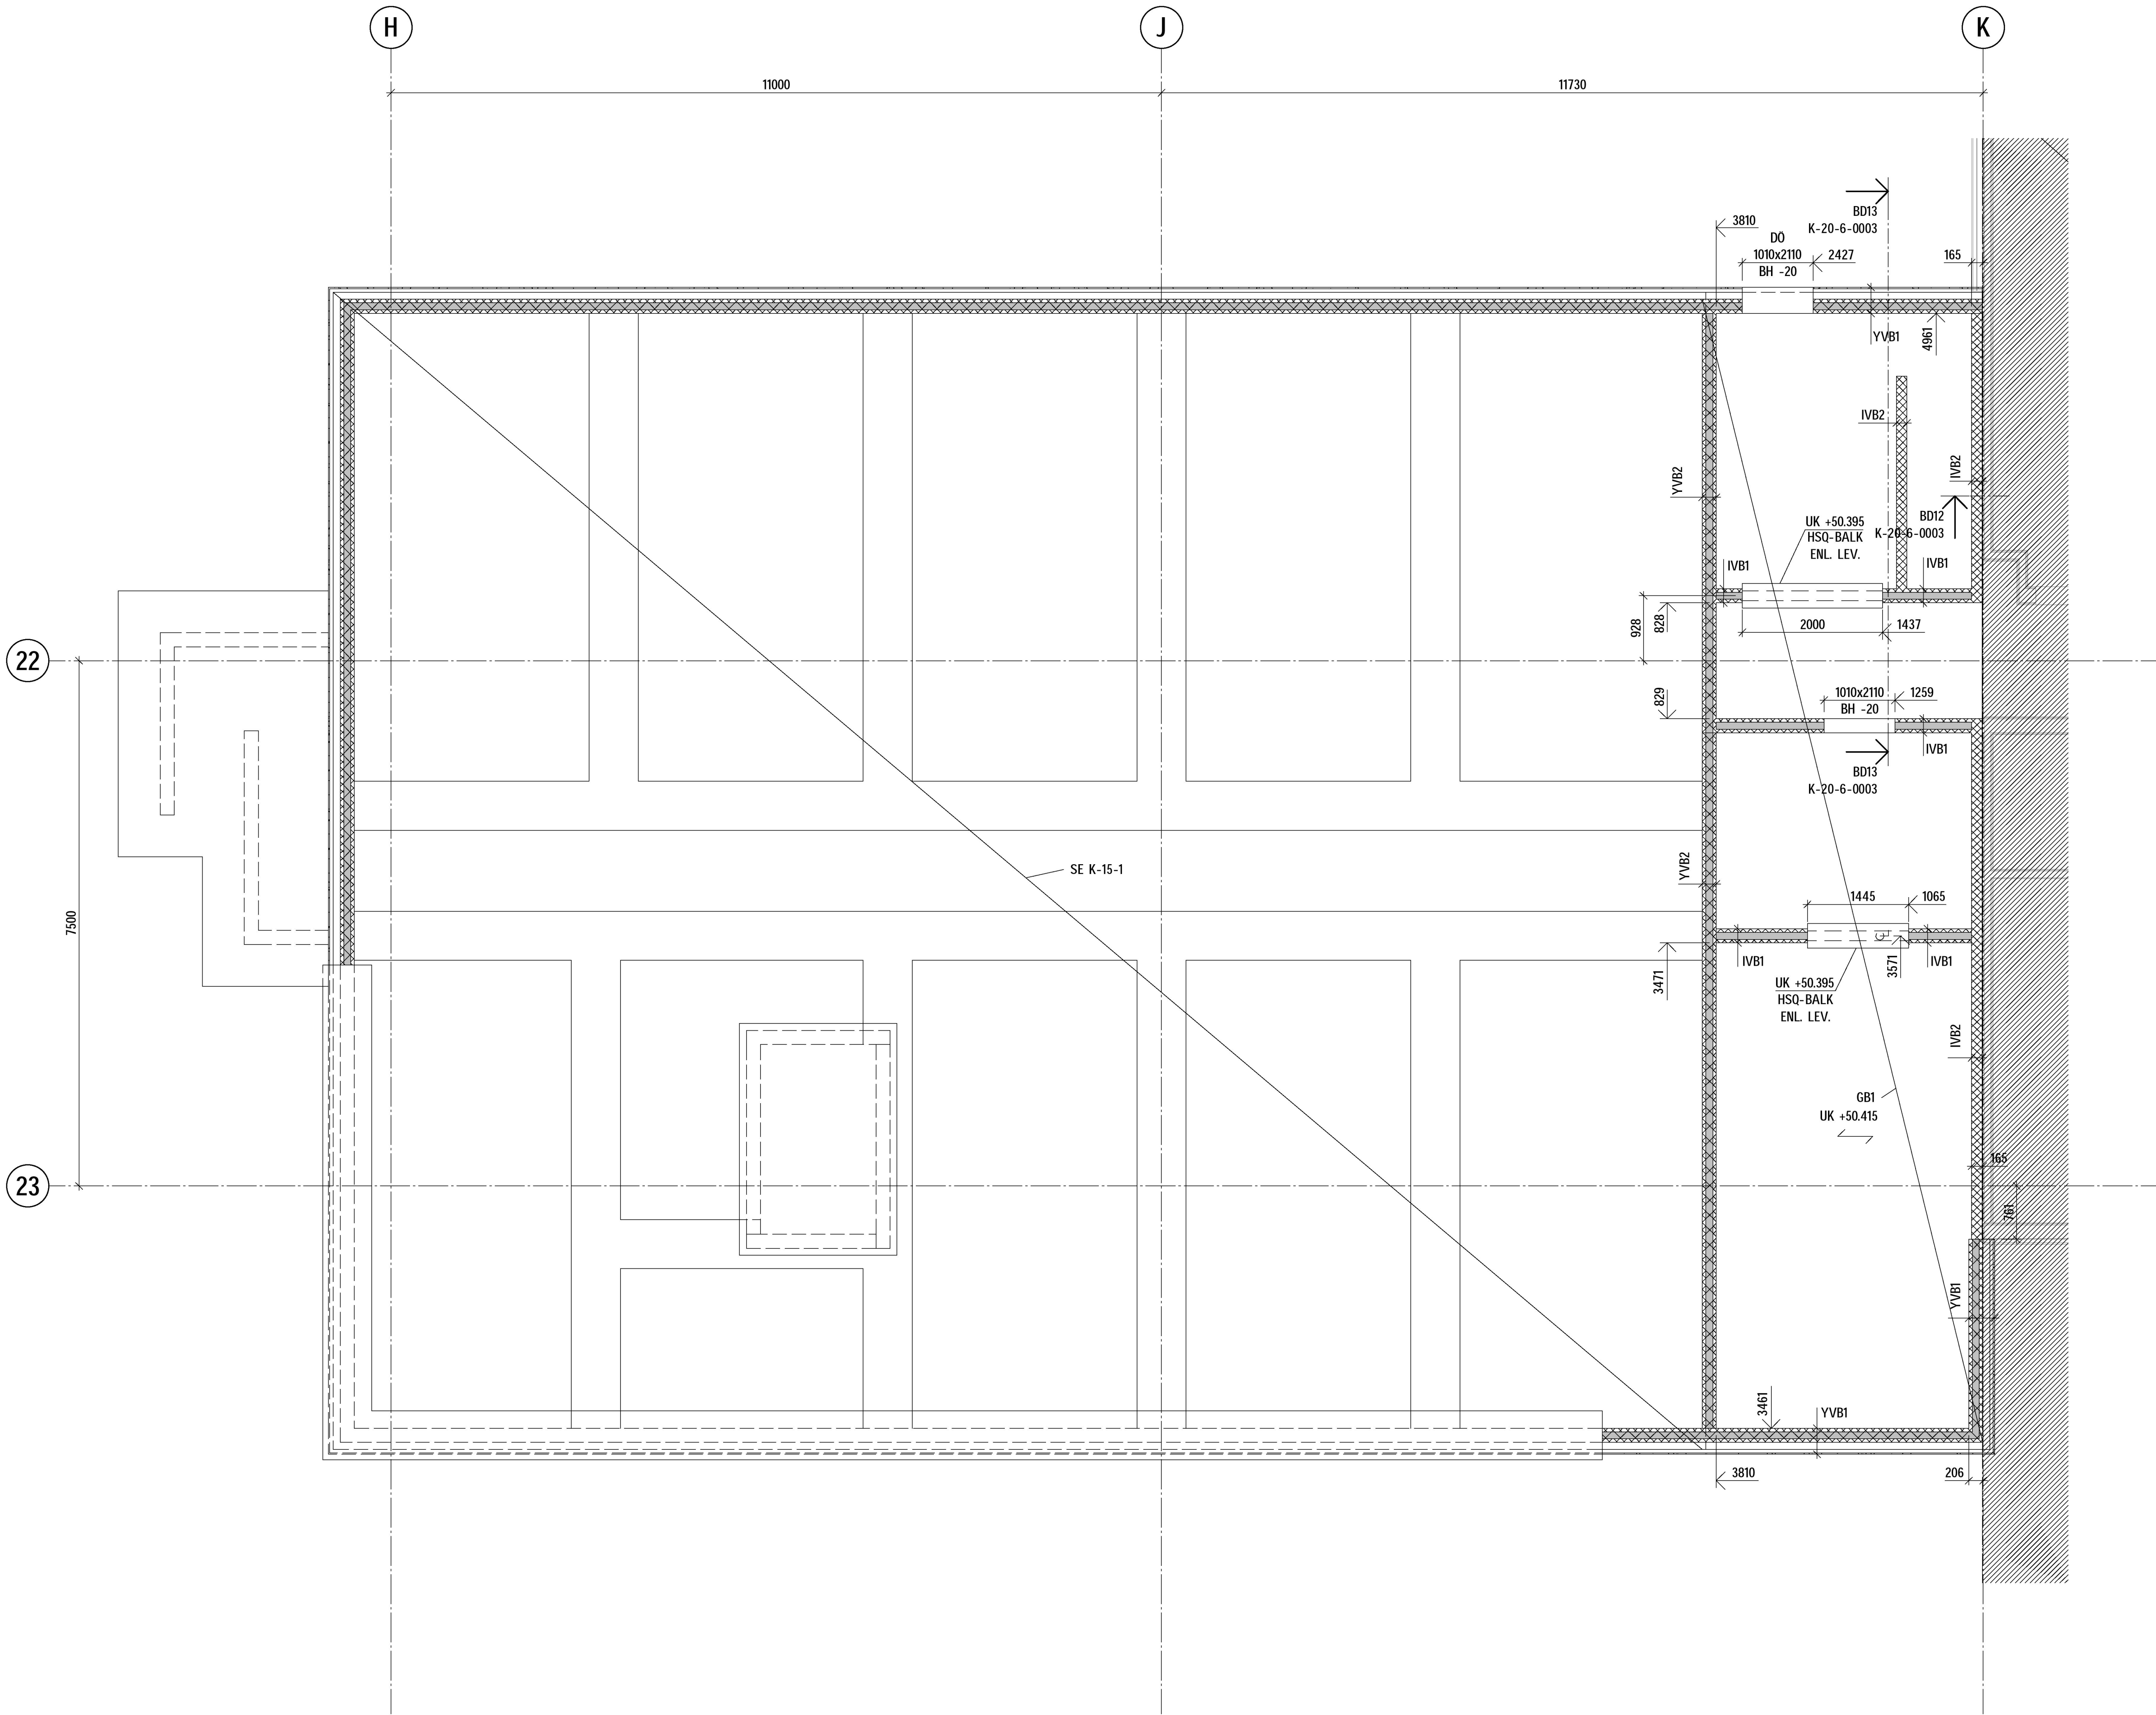 H
J
K
11000
11730
BD13
K-20-6-0003
3810
DÖ
1010x2110
2427
BH -20
165
YVB1
4961
IVB2
YVB2
IVB2
UK +50.395
HSQ-BALK
ENL. LEV.
BD12
K-20-6-0003
IVB1
IVB1
928
828
2000
1437
22
829
1010x2110
1259
BH -20
IVB1
BD13
K-20-6-0003
SE K-15-1
YVB2
7500
1445
1065
IVB1
3571
IVB1
3471
UK +50.395
HSQ-BALK
ENL. LEV.
IVB2
GB1
UK +50.415
165
23
761
YVB1
3461
YVB1
3810
206